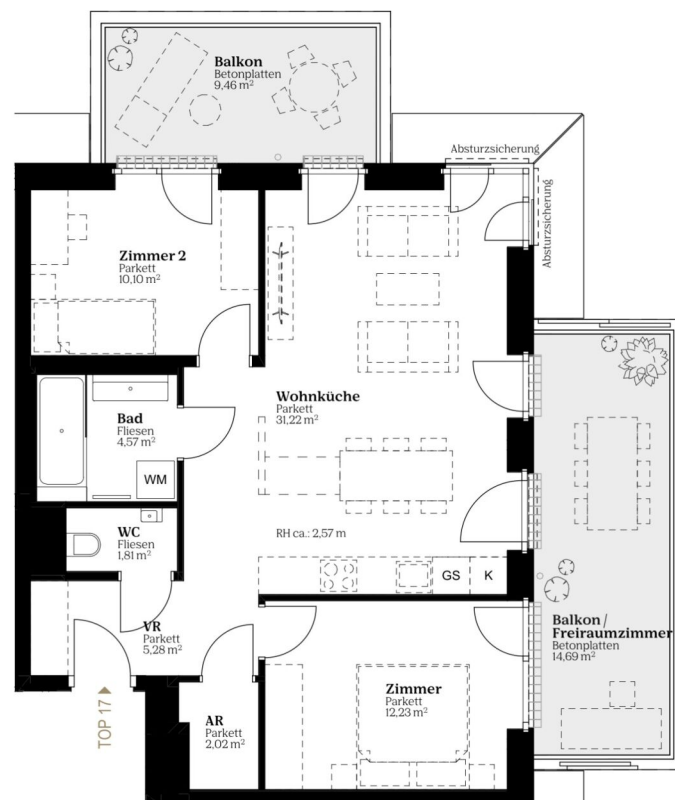 Balkon
Betonplatten
9,46 m²
Absturzsicherung
Absturzsicherung
Zimmer 2
Parkett
10,10 m²
Wohnküche
Parkett
31,22 m²
Bad
Fliesen
4,57 m²
WM
WC
Fliesen
1,81 m²
RH ca.: 2,57 m
GS
K
VR
Parkett
5,28 m²
Balkon /
Freiraumzimmer
Betonplatten
14,69 m²
Zimmer
Parkett
12,23 m²
AR
Parkett
2,02 m²
TOP 17